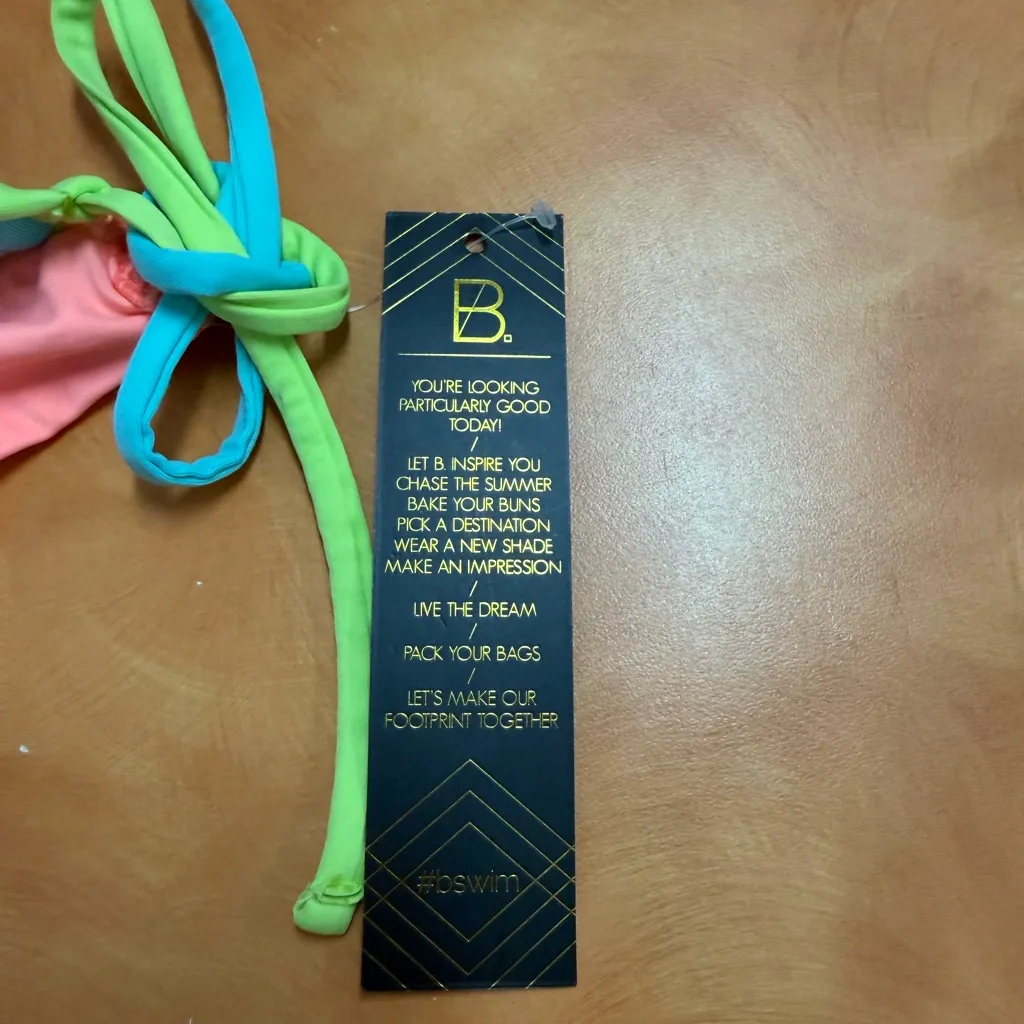 B.
YOU'RE LOOKING
PARTICULARLY GOOD
TODAY!
/
LET B. INSPIRE YOU
CHASE THE SUMMER
BAKE YOUR BUNS
PICK A DESTINATION
WEAR A NEW SHADE
MAKE AN IMPRESSION
/
LIVE THE DREAM
/
PACK YOUR BAGS
/
LET'S MAKE OUR
FOOTPRINT TOGETHER
#bswim